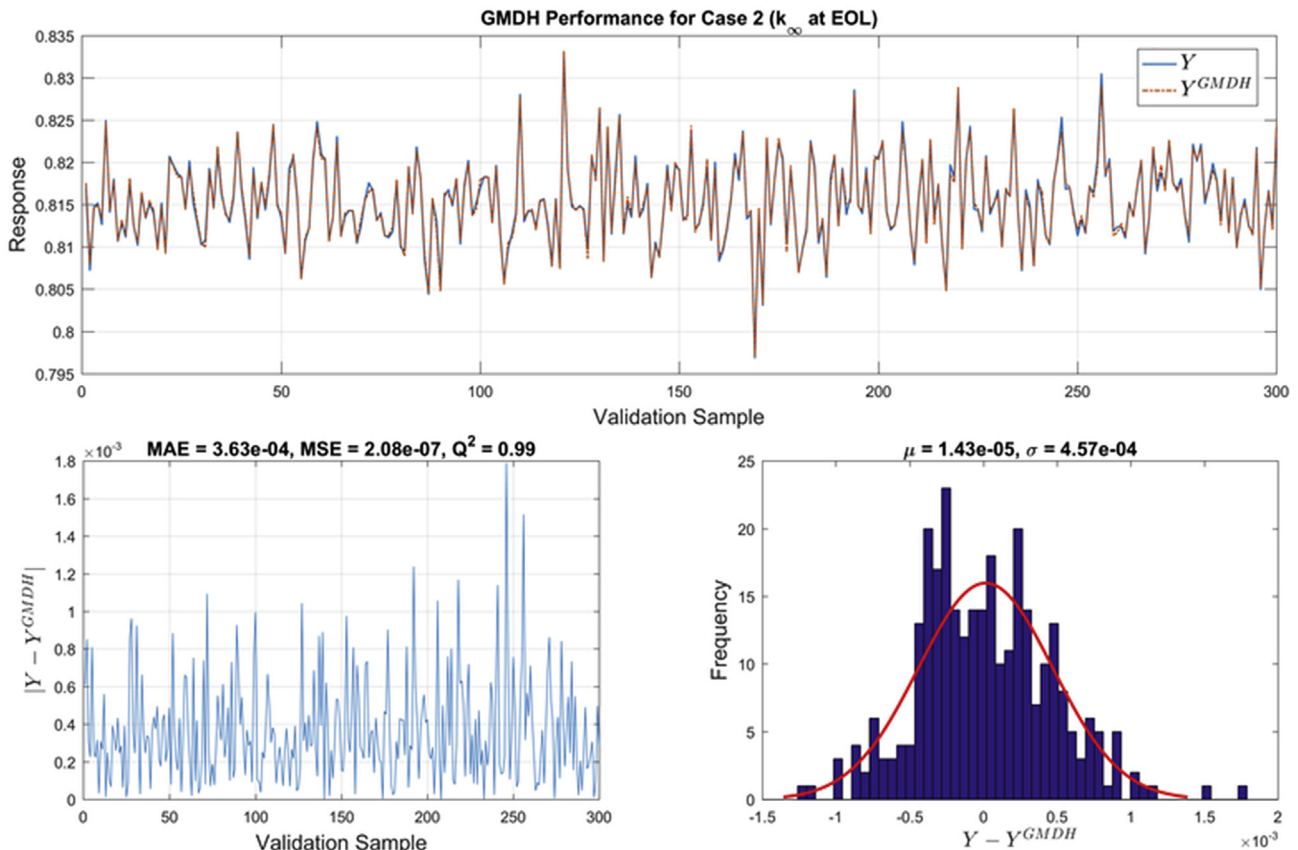 GMDH Performance for Case 2 (k∞ at EOL)
0.835
0.83
0.825
0.82
0.815
0.81
0.805
0.8
0.795
Response
Y
Y^GMDH
0 50 100 150 200 250 300
Validation Sample
MAE = 3.63e-04, MSE = 2.08e-07, Q² = 0.99
×10⁻³
1.8
1.6
1.4
1.2
1
0.8
0.6
0.4
0.2
0
|Y − Y^GMDH|
0 50 100 150 200 250 300
Validation Sample
μ = 1.43e-05, σ = 4.57e-04
25
20
15
10
5
0
Frequency
-1.5 -1 -0.5 0 0.5 1 1.5 2
Y − Y^GMDH
×10⁻³